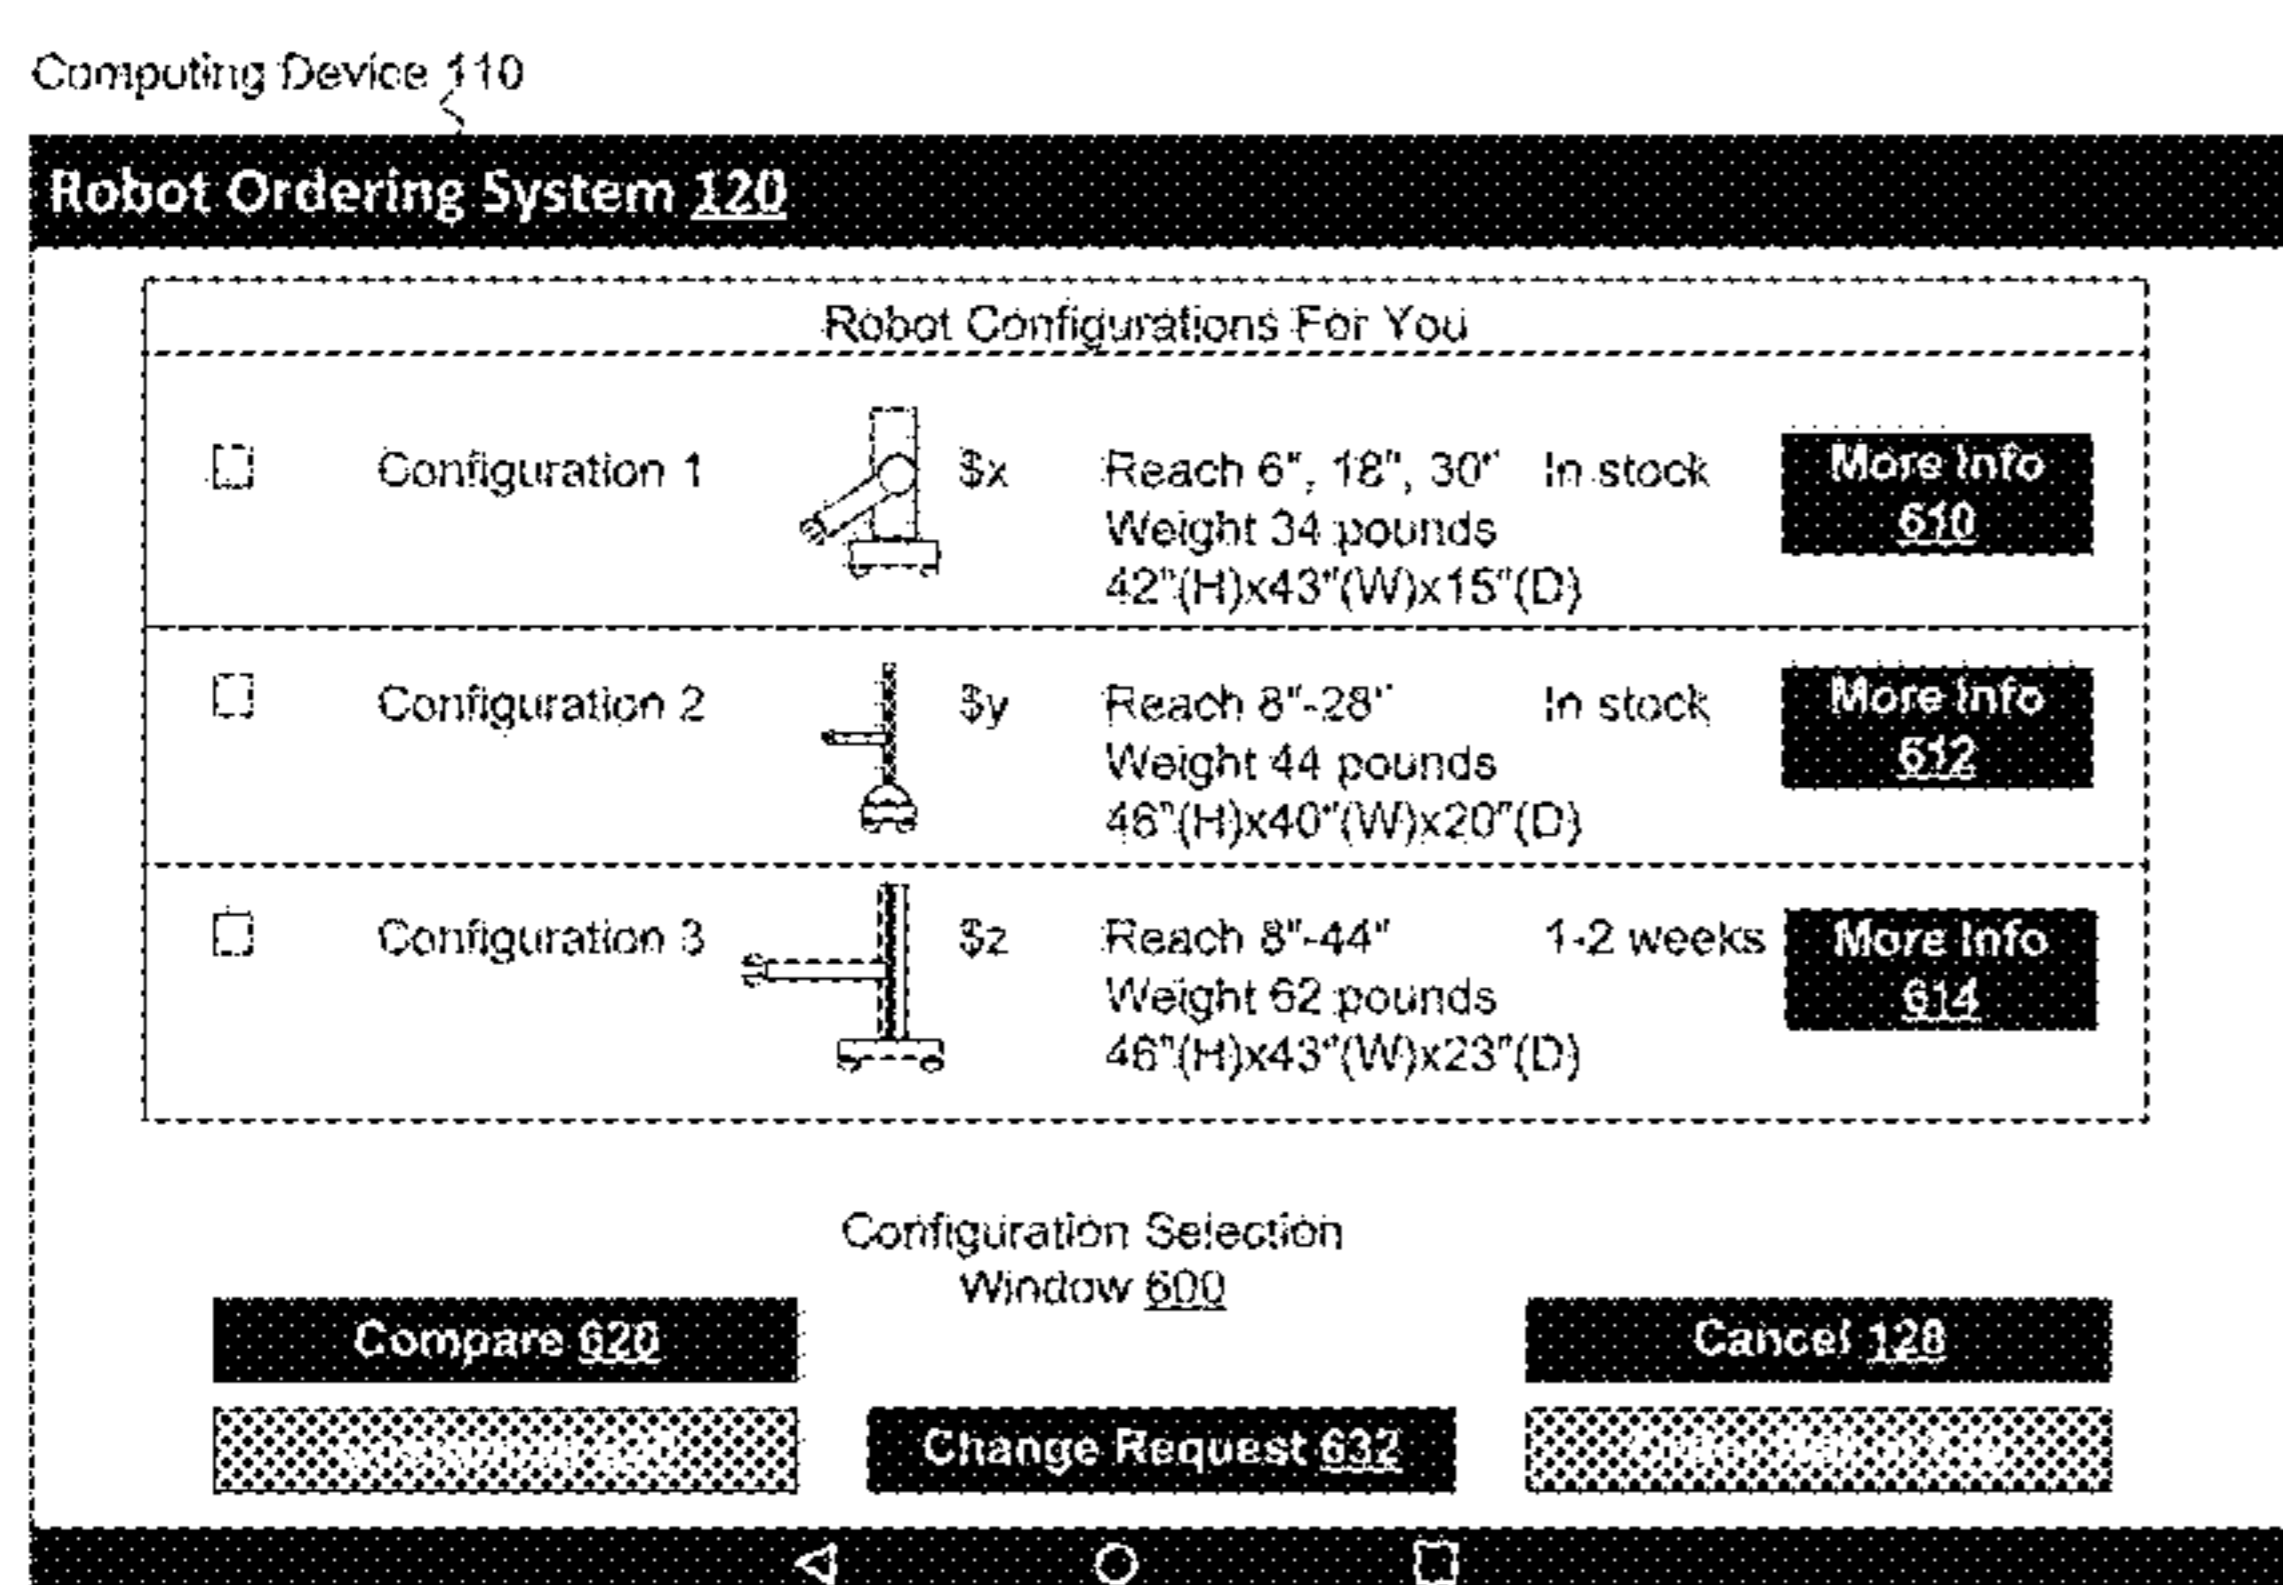 Computing Device 110
Robot Ordering System 120
Robot Configurations For You
Configuration 1 $x Reach 6", 18", 30" In stock More Info
Weight 34 pounds 610
42"(H)x43"(W)x15"(D)
Configuration 2 $y Reach 8"-28" In stock More Info
Weight 44 pounds 612
46"(H)x40"(W)x20"(D)
Configuration 3 $z Reach 8"-44" 1-2 weeks More Info
Weight 62 pounds 614
46"(H)x43"(W)x23"(D)
Configuration Selection
Window 600
Compare 620 Cancel 128
Change Request 632